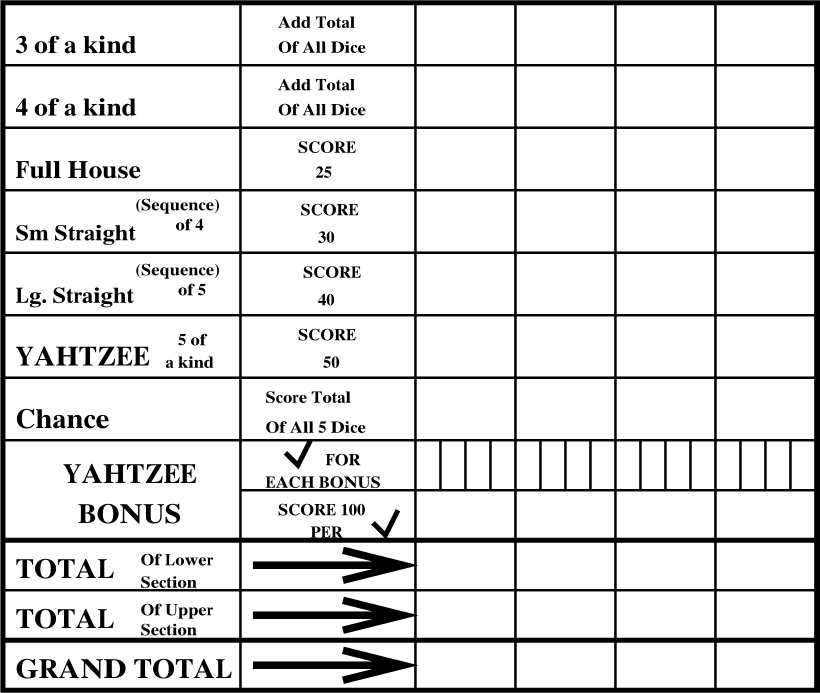 3 of a kind
Add Total
Of All Dice
4 of a kind
Add Total
Of All Dice
Full House
SCORE
25
Sm Straight
(Sequence)
of 4
SCORE
30
Lg. Straight
(Sequence)
of 5
SCORE
40
YAHTZEE
5 of
a kind
SCORE
50
Chance
Score Total
Of All 5 Dice
YAHTZEE
BONUS
FOR
EACH BONUS
SCORE 100
PER
TOTAL
Of Lower
Section
TOTAL
Of Upper
Section
GRAND TOTAL